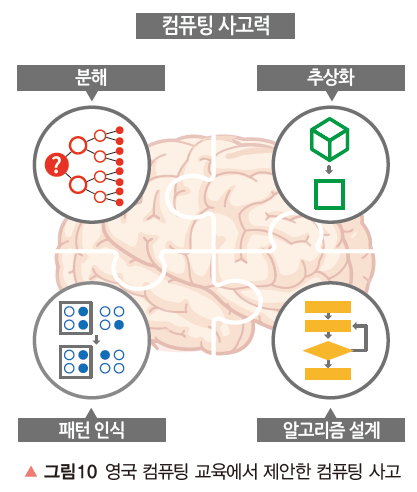 컴퓨팅 사고력
분해
추상화
?
패턴 인식
알고리즘 설계
▲ 그림10 영국 컴퓨팅 교육에서 제안한 컴퓨팅 사고